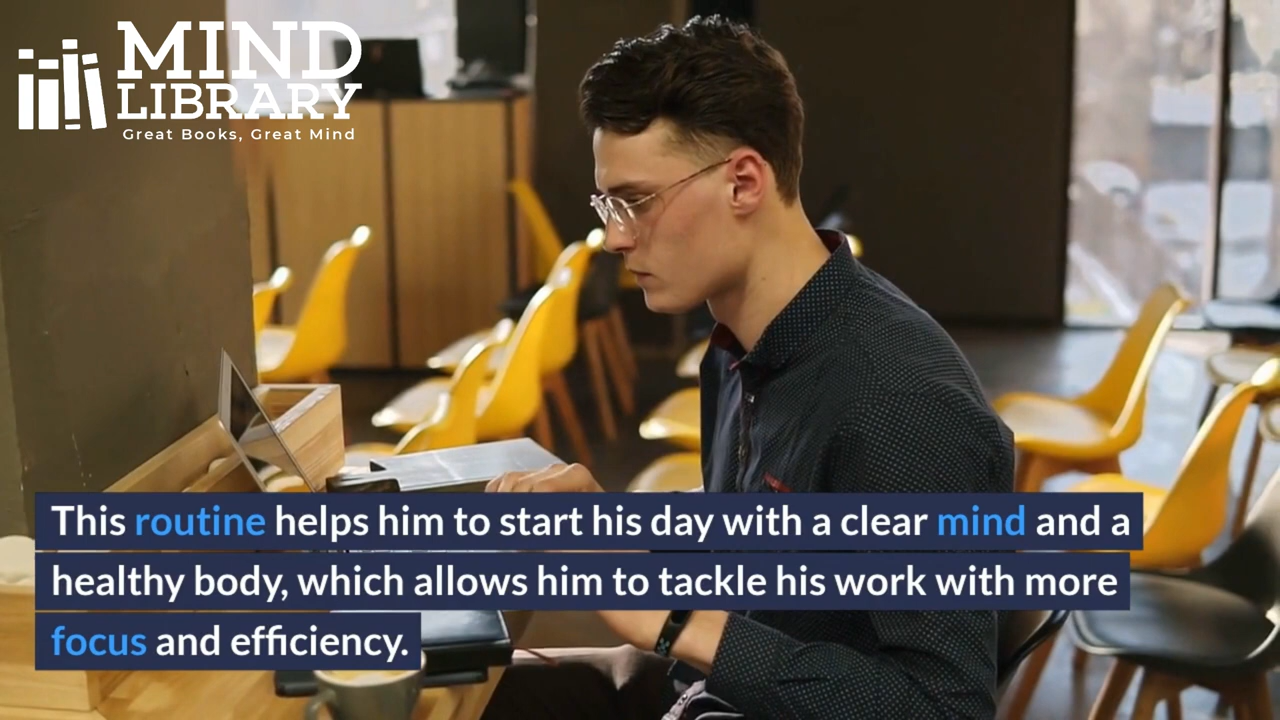 MIND
LIBRARY
Great Books, Great Mind
This routine helps him to start his day with a clear mind and a
healthy body, which allows him to tackle his work with more
focus and efficiency.